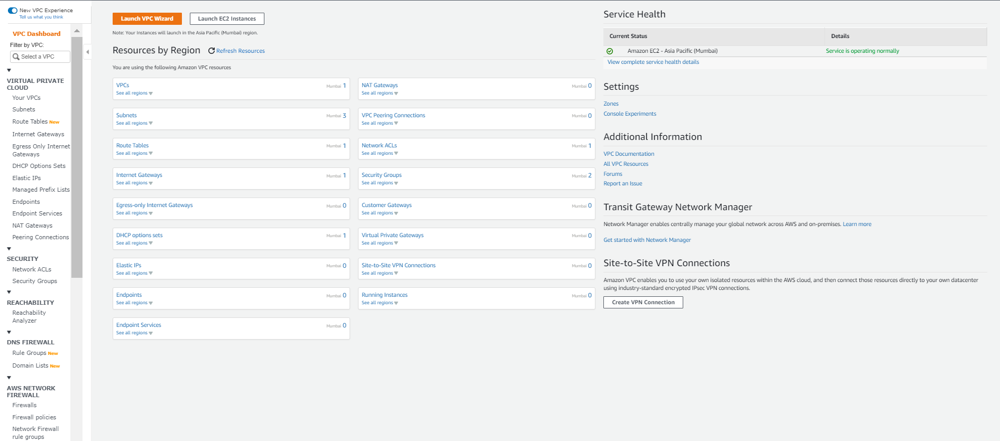 New VPC Experience
Tell us what you think
VPC Dashboard
Filter by VPC:
Select a VPC
VIRTUAL PRIVATE
CLOUD
Your VPCs
Subnets
Route Tables New
Internet Gateways
Egress Only Internet
Gateways
DHCP Options Sets
Elastic IPs
Managed Prefix Lists
Endpoints
Endpoint Services
NAT Gateways
Peering Connections
SECURITY
Network ACLs
Security Groups
REACHABILITY
Reachability
Analyzer
DNS FIREWALL
Rule Groups New
Domain Lists New
AWS NETWORK
FIREWALL
Firewalls
Firewall policies
Network Firewall
rule groups
Launch VPC Wizard
Launch EC2 Instances
Note: Your Instances will launch in the Asia Pacific (Mumbai) region.
Resources by Region Refresh Resources
You are using the following Amazon VPC resources
VPCs Mumbai 1
See all regions
NAT Gateways Mumbai 0
See all regions
Subnets Mumbai 3
See all regions
VPC Peering Connections Mumbai 0
See all regions
Route Tables Mumbai 1
See all regions
Network ACLs Mumbai 1
See all regions
Internet Gateways Mumbai 1
See all regions
Security Groups Mumbai 2
See all regions
Egress-only Internet Gateways Mumbai 0
See all regions
Customer Gateways Mumbai 0
See all regions
DHCP options sets Mumbai 1
See all regions
Virtual Private Gateways Mumbai 0
See all regions
Elastic IPs Mumbai 0
See all regions
Site-to-Site VPN Connections Mumbai 0
See all regions
Endpoints Mumbai 0
See all regions
Running Instances Mumbai 0
See all regions
Endpoint Services Mumbai 0
See all regions
Service Health
Current Status Details
Amazon EC2 - Asia Pacific (Mumbai) Service is operating normally
View complete service health details
Settings
Zones
Console Experiments
Additional Information
VPC Documentation
All VPC Resources
Forums
Report an Issue
Transit Gateway Network Manager
Network Manager enables centrally manage your global network across AWS and on-premises. Learn more
Get started with Network Manager
Site-to-Site VPN Connections
Amazon VPC enables you to use your own isolated resources within the AWS cloud, and then connect those resources directly to your own datacenter
using industry-standard encrypted IPsec VPN connections.
Create VPN Connection